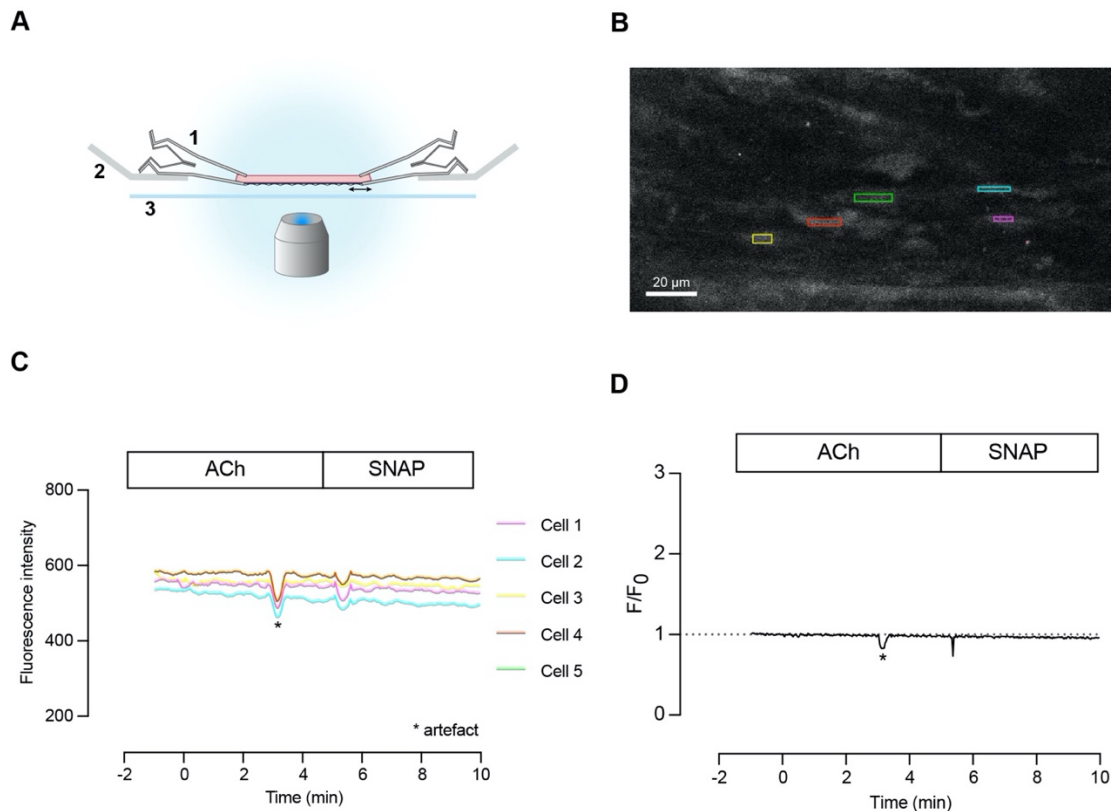 A
1
2
3
B
20 µm
C
ACh SNAP
800
600
400
200
Fluorescence intensity
*
* artefact
-2 0 2 4 6 8 10
Time (min)
Cell 1
Cell 2
Cell 3
Cell 4
Cell 5
D
ACh SNAP
3
2
1
0
F/F0
*
-2 0 2 4 6 8 10
Time (min)